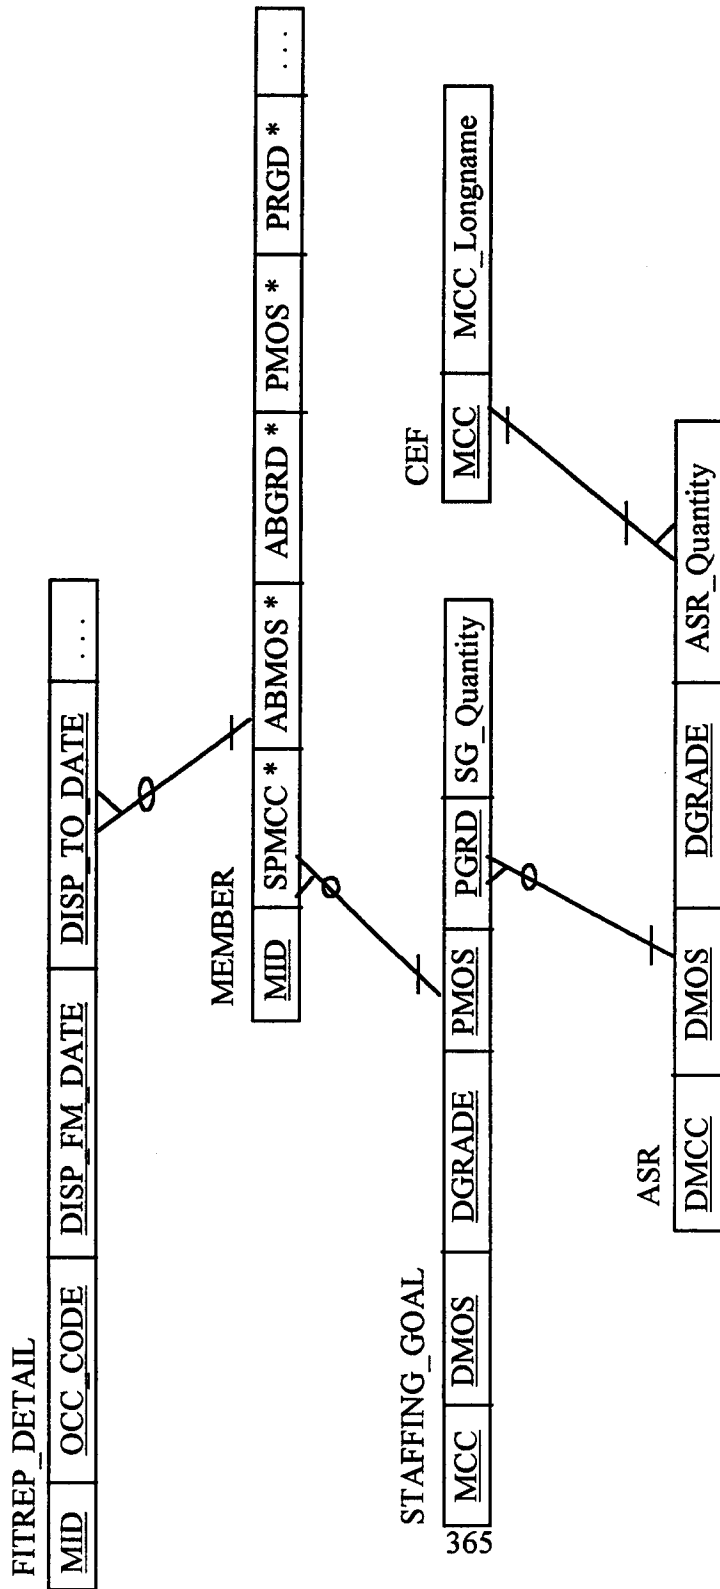 FITREP_DETAIL
MID OCC_CODE DISP_FM_DATE DISP_TO_DATE ...
MEMBER
MID SPMCC * ABMOS * ABGRD * PMOS * PRGD * ...
STAFFING_GOAL
MCC DMOS DGRADE PMOS PGRD SG_Quantity
CEF
MCC MCC_Longname
ASR
DMCC DMOS DGRADE ASR_Quantity
365